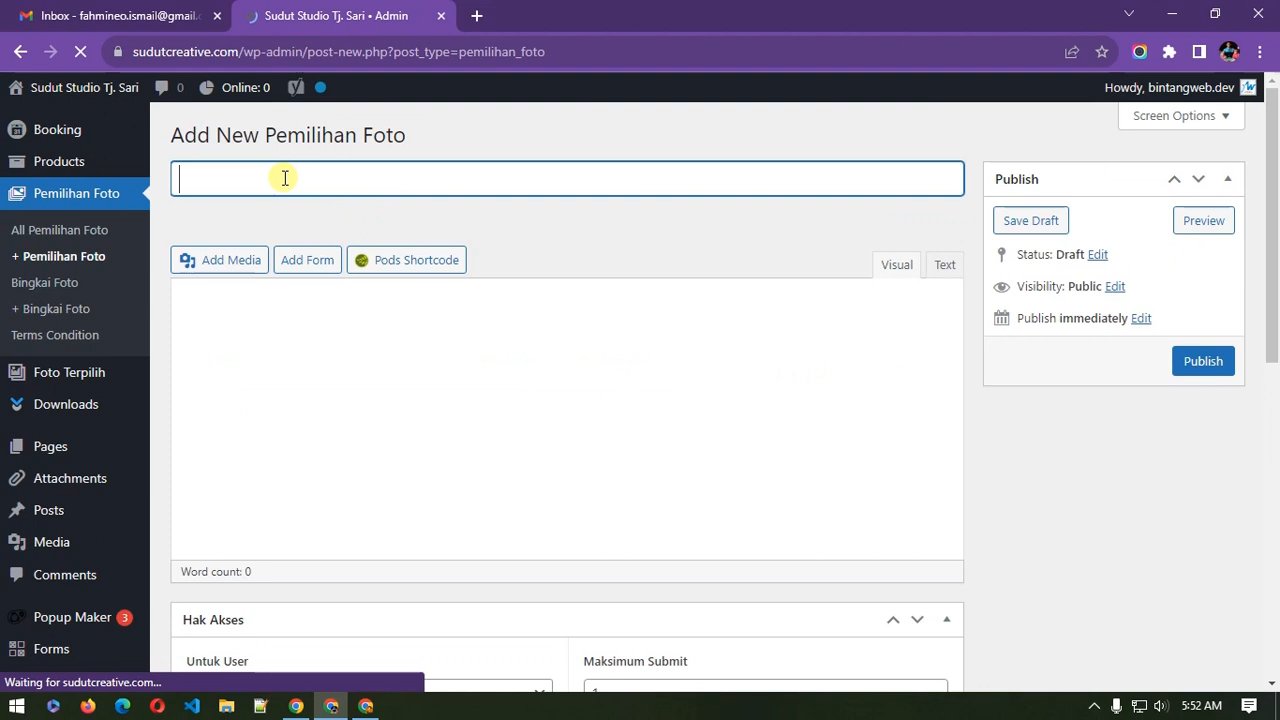 Inbox - fahmineo.ismail@gmail.
Sudut Studio Tj. Sari • Admin
sudutcreative.com/wp-admin/post-new.php?post_type=pemilihan_foto
Sudut Studio Tj. Sari
0
Online: 0
Howdy, bintangweb.dev
Screen Options
Booking
Products
Pemilihan Foto
All Pemilihan Foto
+ Pemilihan Foto
Bingkai Foto
+ Bingkai Foto
Terms Condition
Foto Terpilih
Downloads
Pages
Attachments
Posts
Media
Comments
Popup Maker 3
Forms
Add New Pemilihan Foto
Add Media
Add Form
Pods Shortcode
Visual
Text
Word count: 0
Hak Akses
Untuk User
Maksimum Submit
1
Publish
Save Draft
Preview
Status: Draft Edit
Visibility: Public Edit
Publish immediately Edit
Publish
Waiting for sudutcreative.com...
5:52 AM